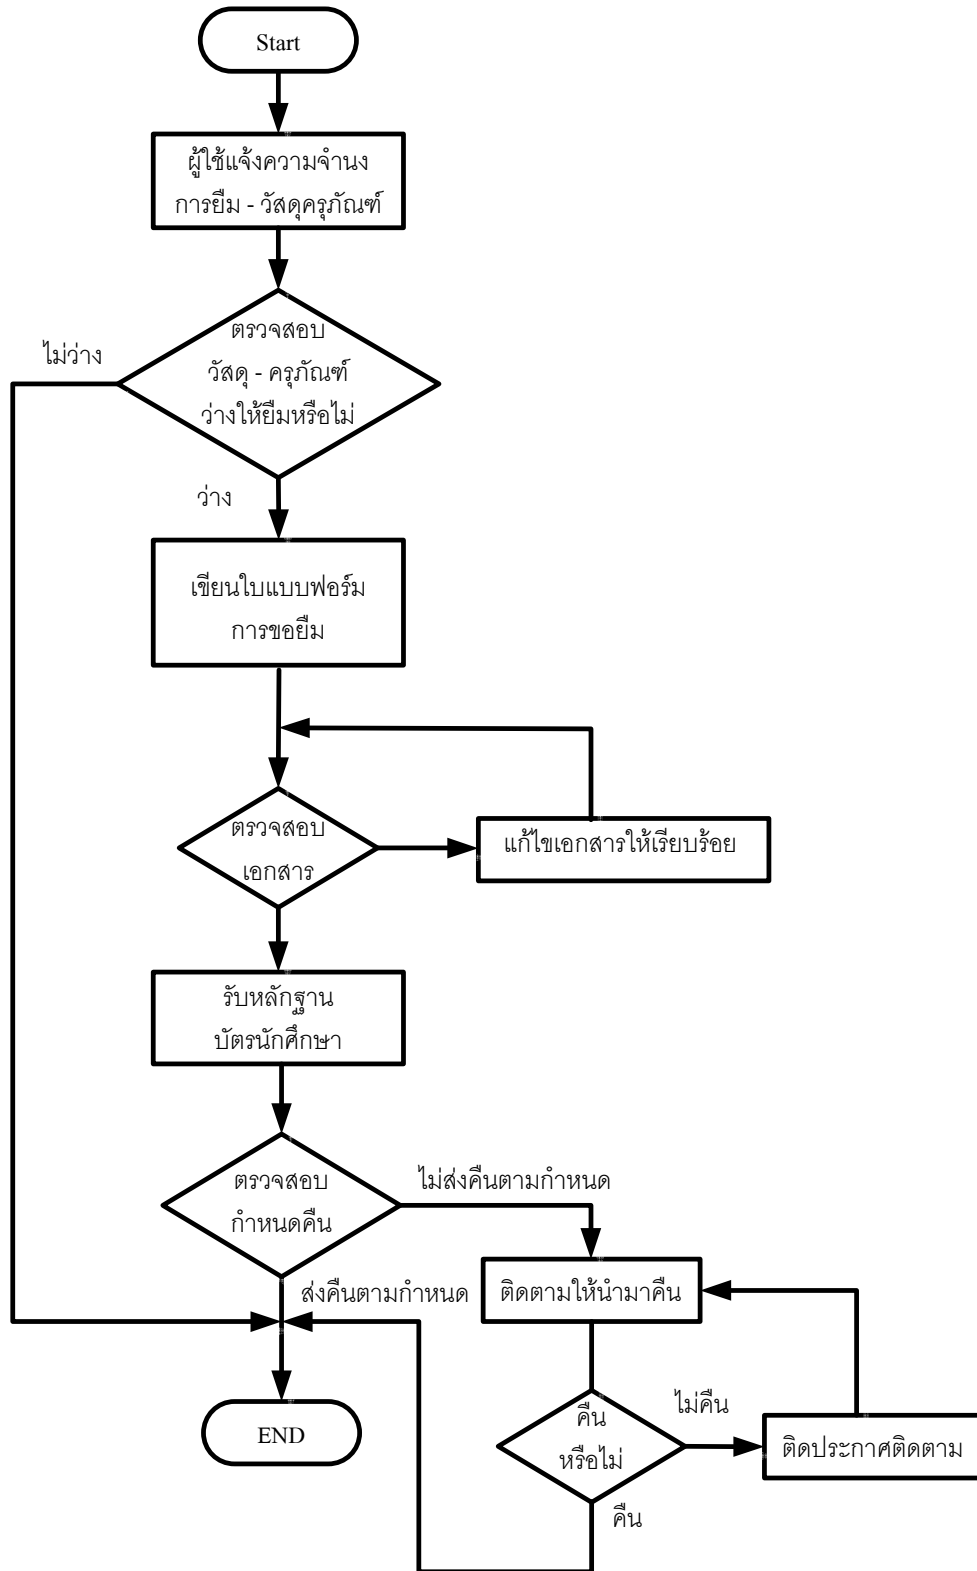 Start
ผู้ใช้แจ้งความจำนง
การยืม - วัสดุครุภัณฑ์
ตรวจสอบ
วัสดุ - ครุภัณฑ์
ว่างให้ยืมหรือไม่
ไม่ว่าง
ว่าง
เขียนใบแบบฟอร์ม
การขอยืม
ตรวจสอบ
เอกสาร
แก้ไขเอกสารให้เรียบร้อย
รับหลักฐาน
บัตรนักศึกษา
ตรวจสอบ
กำหนดคืน
ไม่ส่งคืนตามกำหนด
ส่งคืนตามกำหนด
ติดตามให้นำมาคืน
คืน
หรือไม่
ไม่คืน
ติดประกาศติดตาม
คืน
END